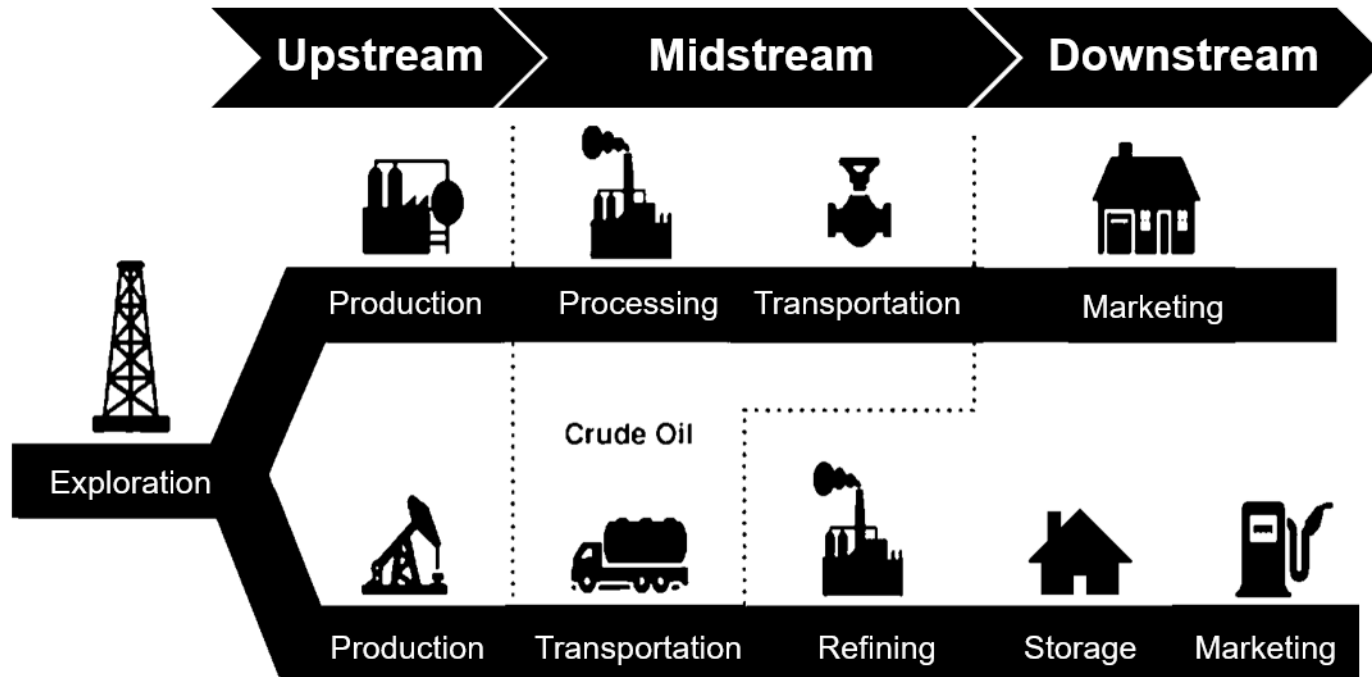 Upstream
Midstream
Downstream
Production
Processing
Transportation
Marketing
Crude Oil
Exploration
Production
Transportation
Refining
Storage
Marketing